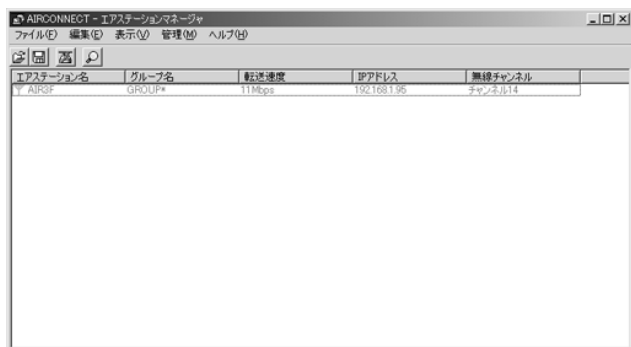 AIRCONNECT - エアステーションマネージャ
ファイル(F) 編集(E) 表示(V) 管理(M) ヘルプ(H)
エアステーション名 グループ名 転送速度 IPアドレス 無線チャンネル
AIR3F GROUP* 11Mbps 192.168.1.95 チャンネル14